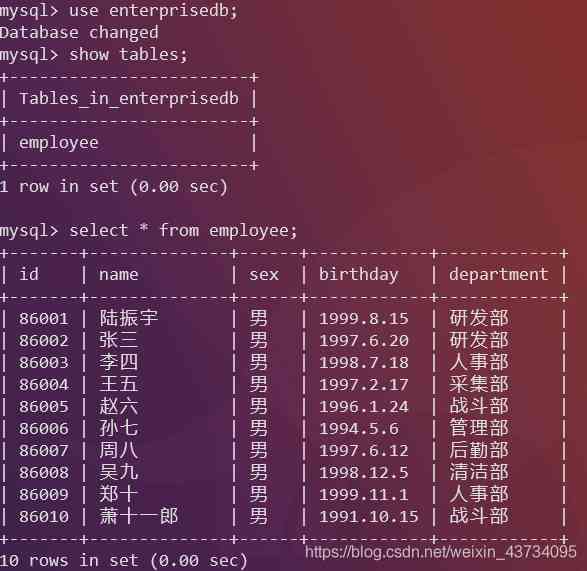 mysql> use enterprisedb;
Database changed
mysql> show tables;
+------------------------+
| Tables_in_enterprisedb |
+------------------------+
| employee               |
+------------------------+
1 row in set (0.00 sec)
mysql> select * from employee;
+-------+--------------+------+------------+------------+
| id    | name         | sex  | birthday   | department |
+-------+--------------+------+------------+------------+
| 86001 | 陆振宇 | 男 | 1999.8.15 | 研发部 |
| 86002 | 张三 | 男 | 1997.6.20 | 研发部 |
| 86003 | 李四 | 男 | 1998.7.18 | 人事部 |
| 86004 | 王五 | 男 | 1997.2.17 | 采集部 |
| 86005 | 赵六 | 男 | 1996.1.24 | 战斗部 |
| 86006 | 孙七 | 男 | 1994.5.6 | 管理部 |
| 86007 | 周八 | 男 | 1997.6.12 | 后勤部 |
| 86008 | 吴九 | 男 | 1998.12.5 | 清洁部 |
| 86009 | 郑十 | 男 | 1999.11.1 | 人事部 |
| 86010 | 萧十一郎 | 男 | 1991.10.15 | 战斗部 |
+-------+--------------+------+------------+------------+
10 rows in set (0.00 sec)
https://blog.csdn.net/weixin_43734095